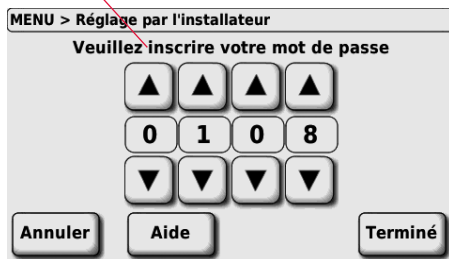 MENU > Réglage par l'installateur
Veuillez inscrire votre mot de passe
0 1 0 8
Annuler Aide Terminé